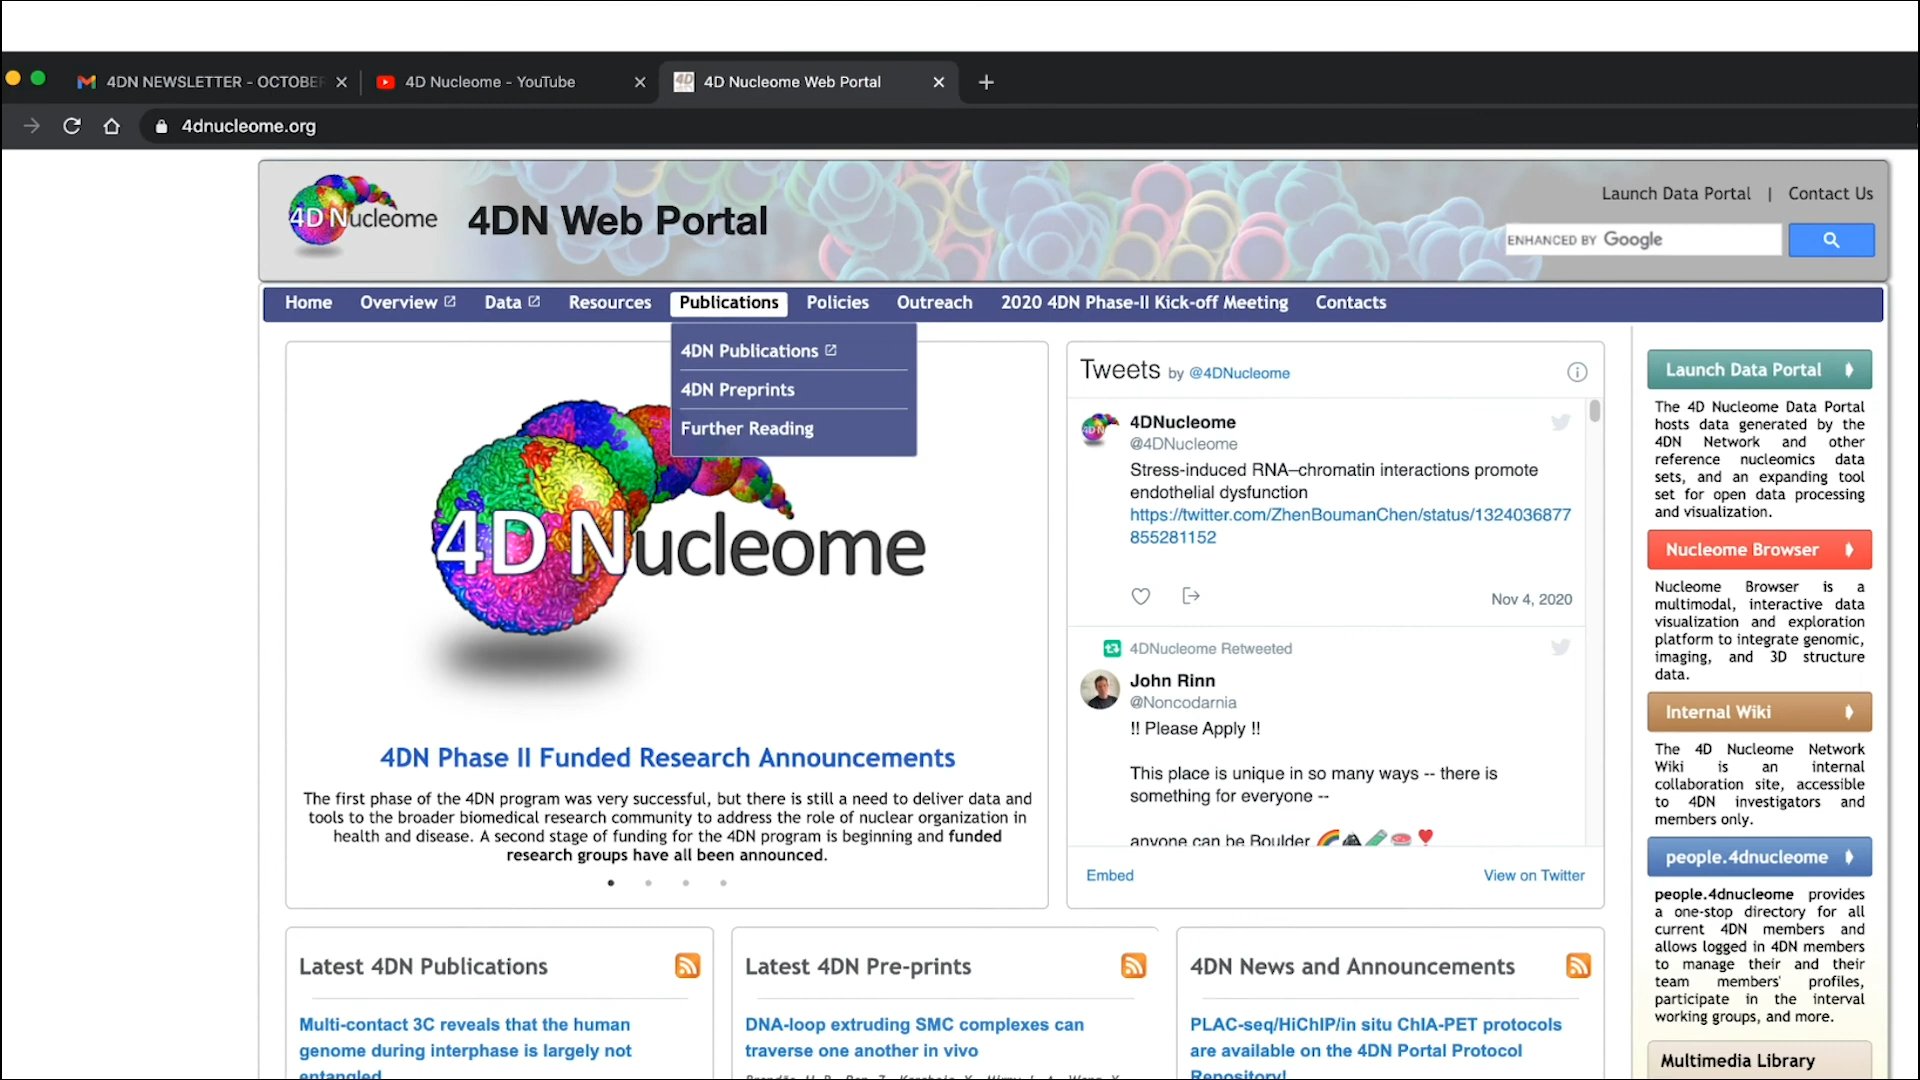 4DN NEWSLETTER - OCTOBER
4D Nucleome - YouTube
4D Nucleome Web Portal
4dnucleome.org
4D Nucleome
4DN Web Portal
Launch Data Portal | Contact Us
ENHANCED BY Google
Home
Overview
Data
Resources
Publications
Policies
Outreach
2020 4DN Phase-II Kick-off Meeting
Contacts
4DN Publications
4DN Preprints
Further Reading
4D Nucleome
4DN Phase II Funded Research Announcements
The first phase of the 4DN program was very successful, but there is still a need to deliver data and
tools to the broader biomedical research community to address the role of nuclear organization in
health and disease. A second stage of funding for the 4DN program is beginning and funded
research groups have all been announced.
Tweets by @4DNucleome
4DN
4DNucleome
@4DNucleome
Stress-induced RNA–chromatin interactions promote
endothelial dysfunction
https://twitter.com/ZhenBoumanChen/status/1324036877
855281152
Nov 4, 2020
4DNucleome Retweeted
John Rinn
@Noncodarnia
!! Please Apply !!
This place is unique in so many ways -- there is
something for everyone --
anyone can be Boulder 🌈🏔🧪🧫❣
Embed
View on Twitter
Launch Data Portal
The 4D Nucleome Data Portal
hosts data generated by the
4DN Network and other
reference nucleomics data
sets, and an expanding tool
set for open data processing
and visualization.
Nucleome Browser
Nucleome Browser is a
multimodal, interactive data
visualization and exploration
platform to integrate genomic,
imaging, and 3D structure
data.
Internal Wiki
The 4D Nucleome Network
Wiki is an internal
collaboration site, accessible
to 4DN investigators and
members only.
people.4dnucleome
people.4dnucleome provides
a one-stop directory for all
current 4DN members and
allows logged in 4DN members
to manage their and their
team members' profiles,
participate in the interval
working groups, and more.
Multimedia Library
Latest 4DN Publications
Multi-contact 3C reveals that the human
genome during interphase is largely not
entangled
Latest 4DN Pre-prints
DNA-loop extruding SMC complexes can
traverse one another in vivo
4DN News and Announcements
PLAC-seq/HiChIP/in situ ChIA-PET protocols
are available on the 4DN Portal Protocol
Repository!